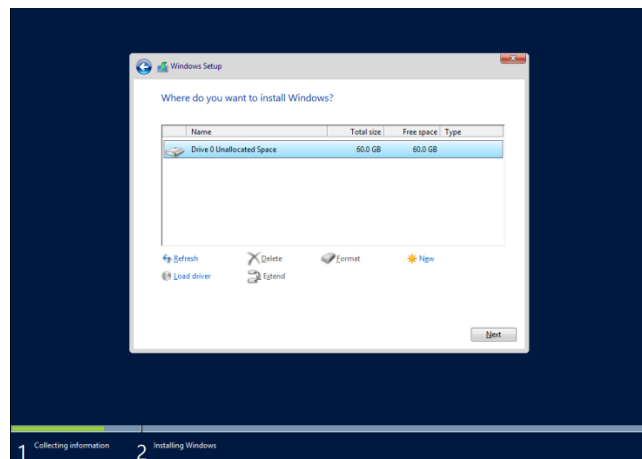 Windows Setup
Where do you want to install Windows?
Name Total size Free space Type
Drive 0 Unallocated Space 60.0 GB 60.0 GB
Refresh Delete Format New
Load driver Extend
Next
1 Collecting information 2 Installing Windows